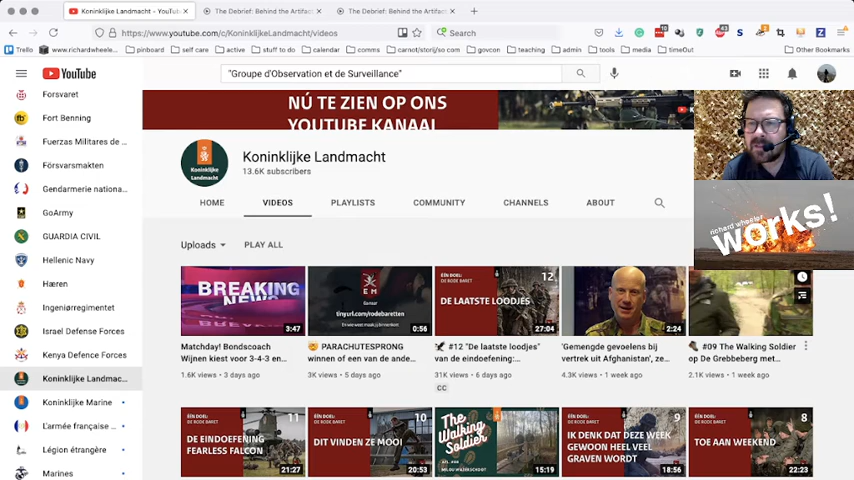 Koninklijke Landmacht - YouTub
The Debrief: Behind the Artifac
The Debrief: Behind the Artifac
https://www.youtube.com/c/KoninklijkeLandmacht/videos
Search
Trello
www.richardwheele…
pinboard
self care
active
stuff to do
calendar
comms
carnot/storij/so com
govcon
teaching
admin
tools
media
timeOut
Other Bookmarks
YouTube
"Groupe d'Observation et de Surveillance"
Forsvaret
Fort Benning
Fuerzas Militares de ...
Försvarsmakten
Gendarmerie nationa...
GoArmy
GUARDIA CIVIL
Hellenic Navy
Hæren
Ingeniørregimentet
Israel Defense Forces
Kenya Defence Forces
Koninklijke Landmac...
Koninklijke Marine
L'armée française ...
Légion étrangère
Marines
NÚ TE ZIEN OP ONS
YOUTUBE KANAAL
Koninklijke
Landmacht
Koninklijke Landmacht
13.6K subscribers
HOME
VIDEOS
PLAYLISTS
COMMUNITY
CHANNELS
ABOUT
richard wheeler
works!
Uploads
PLAY ALL
BREAKING
NEWS
3:47
Matchday! Bondscoach
Wijnen kiest voor 3-4-3 en...
1.6K views • 3 days ago
EM
tinyurl.com/rodebaretten
0:56
PARACHUTESPRONG
winnen of een van de ande...
3K views • 5 days ago
EÉN DOEL:
DE RODE BARET
12
DE LAATSTE LOODJES
27:04
#12 "De laatste loodjes"
van de eindoefening:...
31K views • 6 days ago
CC
2:24
'Gemengde gevoelens bij
vertrek uit Afghanistan', ze...
4.3K views • 1 week ago
#09 The Walking Soldier
op De Grebbeberg met...
2.1K views • 1 week ago
EÉN DOEL:
DE RODE BARET
11
DE EINDOEFENING
FEARLESS FALCON
21:27
EÉN DOEL:
DE RODE BARET
10
DIT VINDEN ZE MOOI
20:53
The
Walking
Soldier
15:19
EÉN DOEL:
DE RODE BARET
9
IK DENK DAT DEZE WEEK
GEWOON HEEL VEEL
GRAVEN WORDT
18:56
EÉN DOEL:
DE RODE BARET
8
TOE AAN WEEKEND
22:23